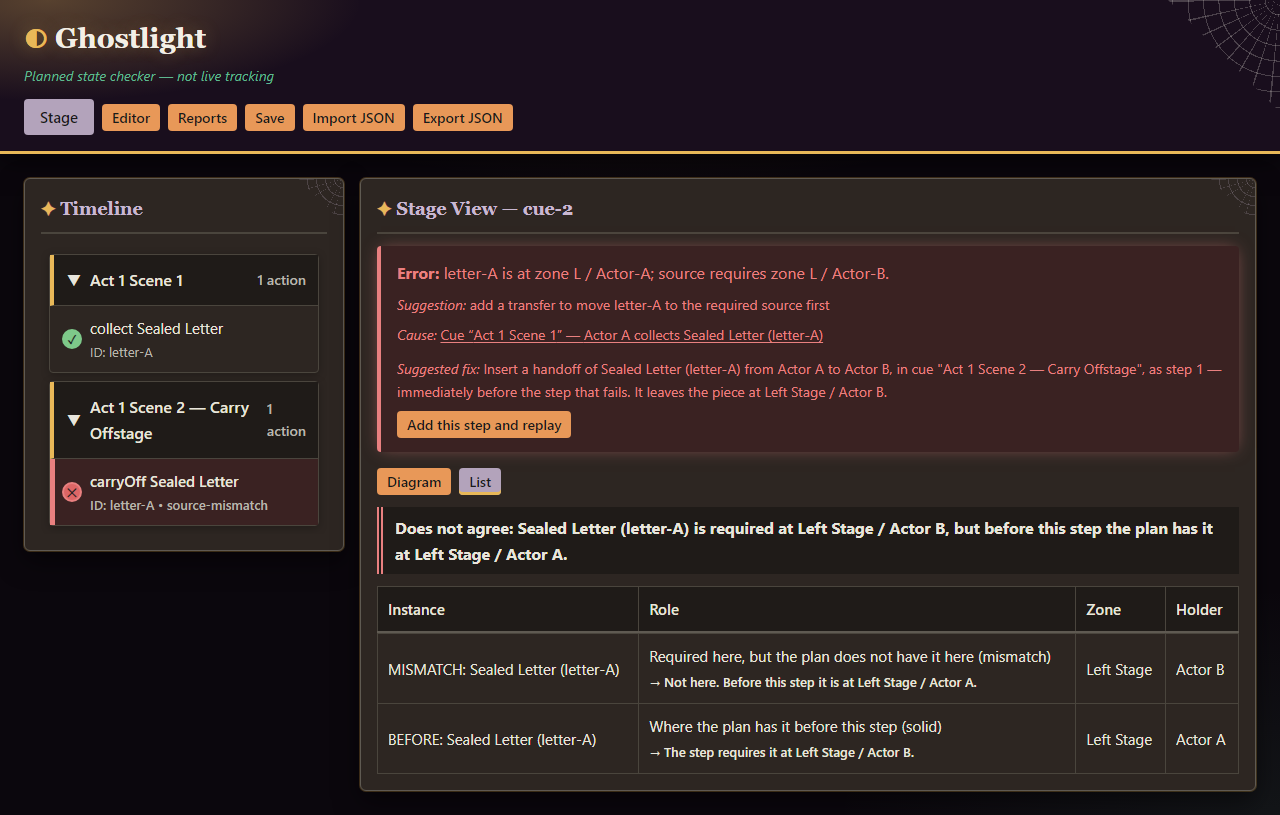 Ghostlight
Planned state checker — not live tracking
Stage
Editor
Reports
Save
Import JSON
Export JSON
Timeline
▼ Act 1 Scene 1
1 action
collect Sealed Letter
ID: letter-A
▼ Act 1 Scene 2 — Carry
Offstage
1
action
carryOff Sealed Letter
ID: letter-A • source-mismatch
Stage View — cue-2
Error: letter-A is at zone L / Actor-A; source requires zone L / Actor-B.
Suggestion: add a transfer to move letter-A to the required source first
Cause: Cue “Act 1 Scene 1” — Actor A collects Sealed Letter (letter-A)
Suggested fix: Insert a handoff of Sealed Letter (letter-A) from Actor A to Actor B, in cue "Act 1 Scene 2 — Carry Offstage", as step 1 —
immediately before the step that fails. It leaves the piece at Left Stage / Actor B.
Add this step and replay
Diagram
List
Does not agree: Sealed Letter (letter-A) is required at Left Stage / Actor B, but before this step the plan has it
at Left Stage / Actor A.
Instance
Role
Zone
Holder
MISMATCH: Sealed Letter (letter-A)
Required here, but the plan does not have it here (mismatch)
→ Not here. Before this step it is at Left Stage / Actor A.
Left Stage
Actor B
BEFORE: Sealed Letter (letter-A)
Where the plan has it before this step (solid)
→ The step requires it at Left Stage / Actor B.
Left Stage
Actor A